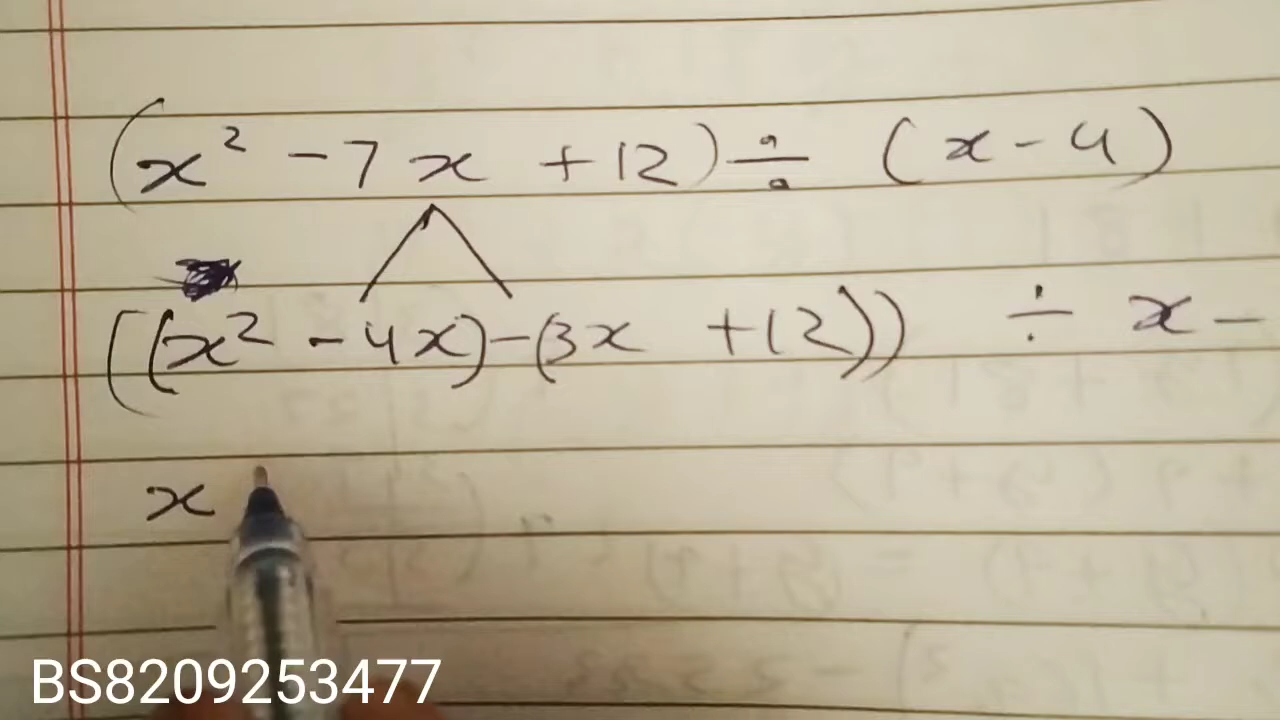 (x² - 7x + 12) ÷ (x - 4)
((x² - 4x) - (3x + 12)) ÷ x -
x
BS8209253477